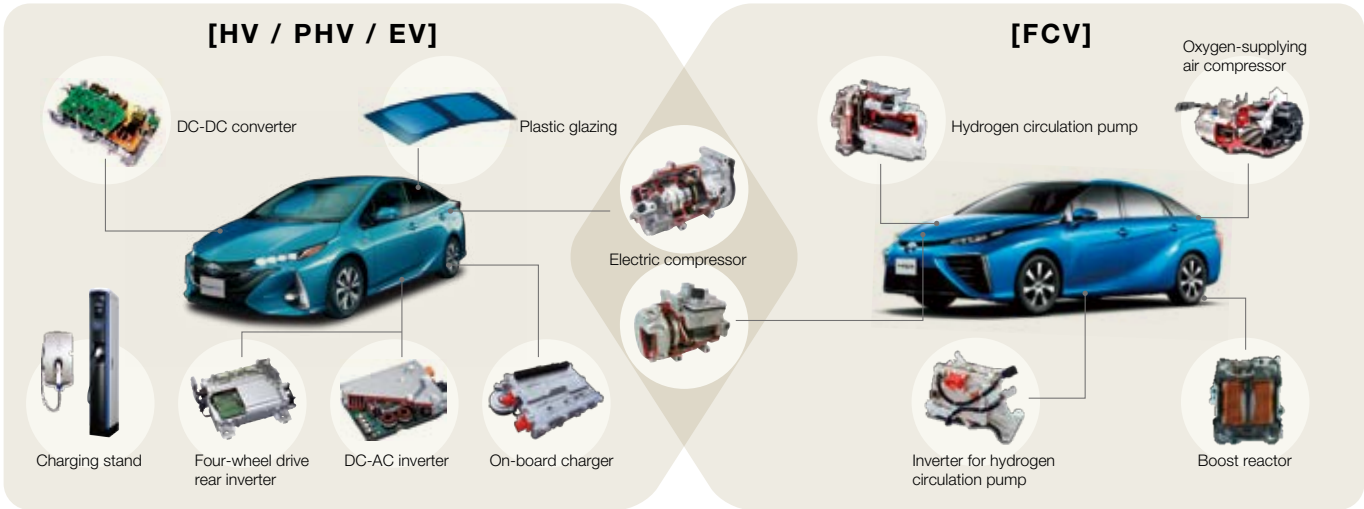 [HV / PHV / EV]
DC-DC converter
Plastic glazing
Electric compressor
Charging stand
Four-wheel drive
rear inverter
DC-AC inverter
On-board charger
[FCV]
Oxygen-supplying
air compressor
Hydrogen circulation pump
Inverter for hydrogen
circulation pump
Boost reactor